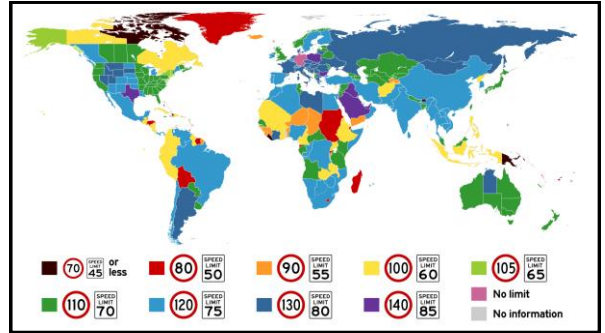 70 SPEED LIMIT 45 or less
80 SPEED LIMIT 50
90 SPEED LIMIT 55
100 SPEED LIMIT 60
105 SPEED LIMIT 65
110 SPEED LIMIT 70
120 SPEED LIMIT 75
130 SPEED LIMIT 80
140 SPEED LIMIT 85
No limit
No information